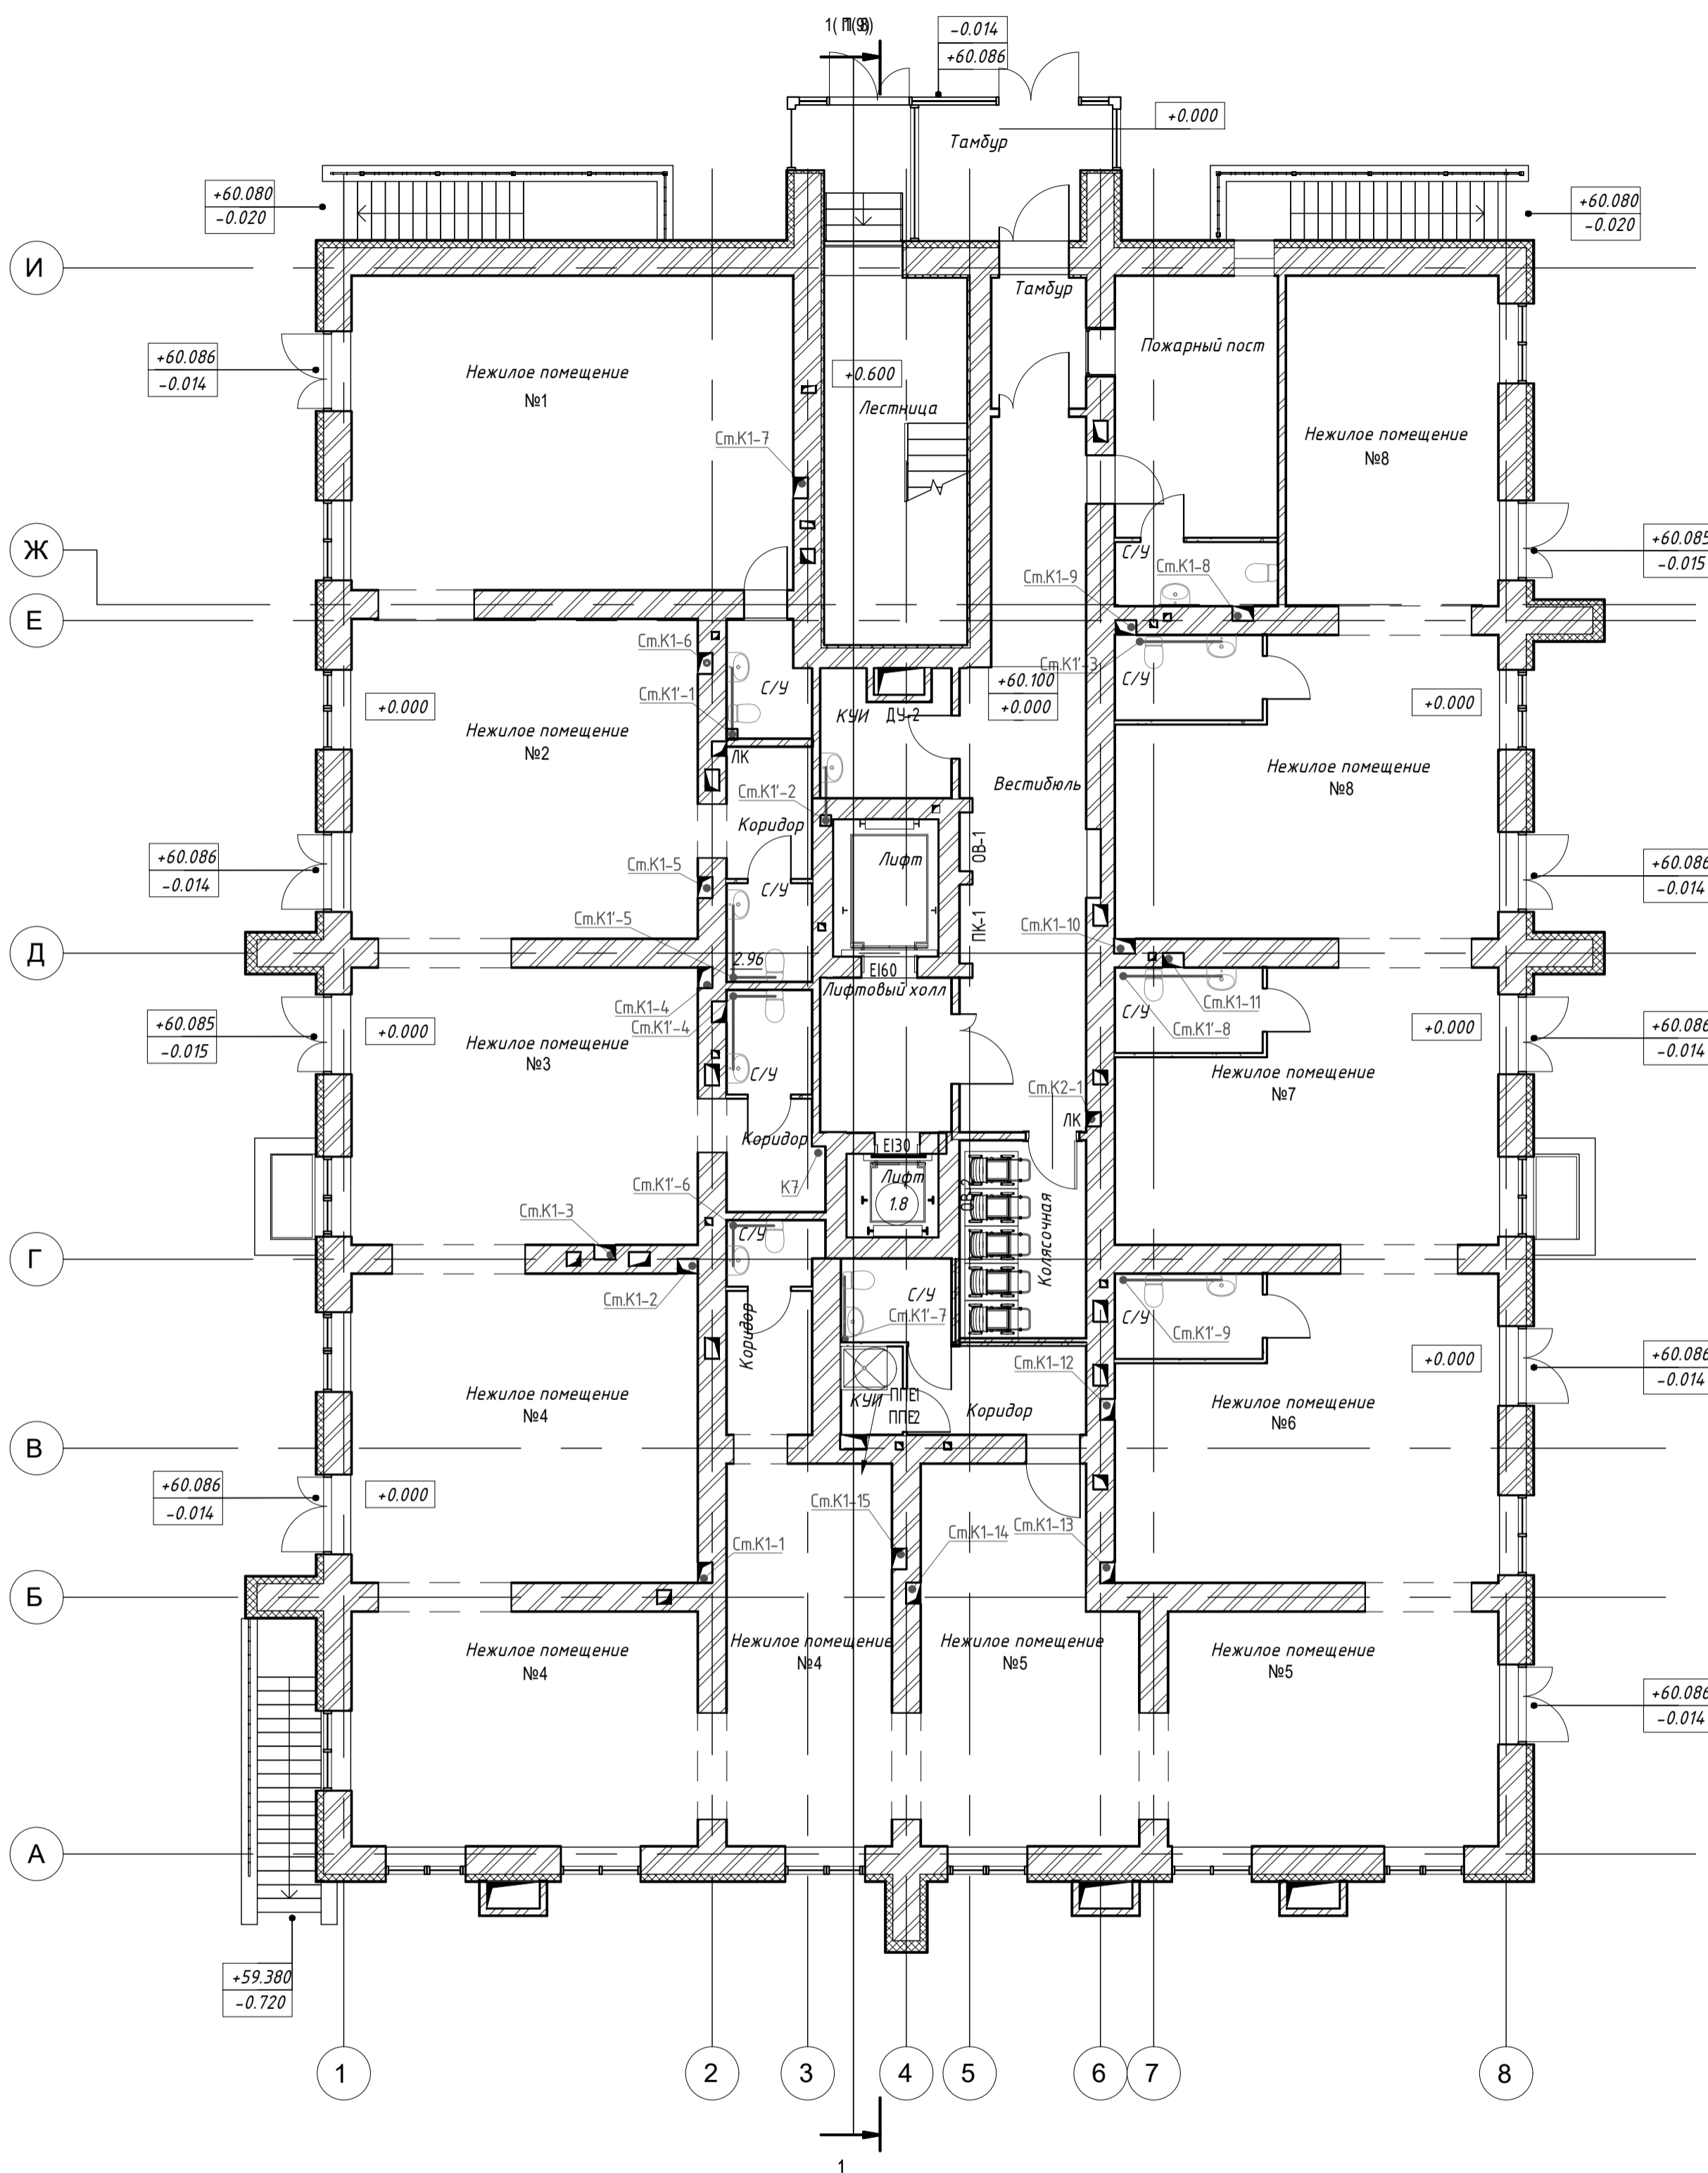 -0.014
+60.086
+0.000
Тамбур
+60.080
-0.020
+60.080
-0.020
И
Тамбур
+60.086
-0.014
Нежилое помещение
№1
+0.600
Лестница
Пожарный пост
Нежилое помещение
№8
Ст.К1-7
Ж
Е
С/У
Ст.К1-9
Ст.К1-8
+60.085
-0.015
Ст.К1-6
Ст.К1'-1
С/У
Ст.К1'-3
С/У
+60.100
+0.000
+0.000
+0.000
КУИ
ДУ-2
Нежилое помещение
№2
ЛК
Вестибюль
Нежилое помещение
№8
Ст.К1'-2
Коридор
ОВ-1
Лифт
+60.086
-0.014
Ст.К1-5
С/У
+60.086
-0.014
Ст.К1'-5
ПК-1
Ст.К1-10
Д
2.96
EI60
Лифтовый холл
Ст.К1-4
Ст.К1'-4
С/У
Ст.К1-11
Ст.К1'-8
+60.085
-0.015
+0.000
Нежилое помещение
№3
+0.000
+60.086
-0.014
С/У
Нежилое помещение
№7
Ст.К2-1
ЛК
Коридор
EI30
К7
Лифт
1.8
Ст.К1'-6
Ст.К1-3
С/У
Колясочная
Г
Ст.К1-2
С/У
Ст.К1'-7
С/У
Ст.К1'-9
Коридор
Ст.К1-12
+0.000
+60.086
-0.014
Нежилое помещение
№4
КУИ
ППЕ1
ППЕ2
Коридор
Нежилое помещение
№6
В
+60.086
-0.014
+0.000
Ст.К1-15
Ст.К1-14
Ст.К1-13
Ст.К1-1
Б
Нежилое помещение
№4
Нежилое помещение
№4
Нежилое помещение
№5
Нежилое помещение
№5
+60.086
-0.014
А
+59.380
-0.720
1
2
3
4
5
6
7
8
1